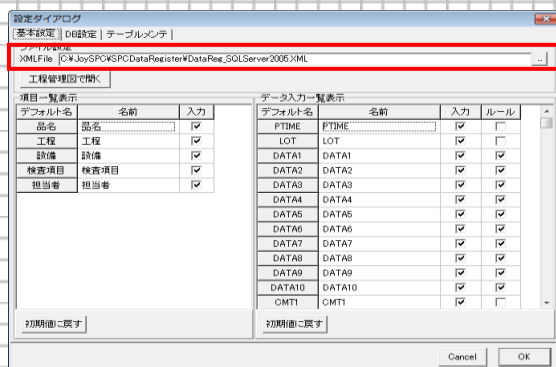 設定ダイアログ
基本設定 DB設定 テーブルメンテ
ファイル設定
XMLFile C:¥JoySPC¥SPCDataRegister¥DataReg_SQLServer2005.XML ..
工程管理図で開く
項目一覧表示
デフォルト名 名前 入力
品名 品名
工程 工程
設備 設備
検査項目 検査項目
担当者 担当者
初期値に戻す
データ入力一覧表示
デフォルト名 名前 入力 ルール
PTIME PTIME
LOT LOT
DATA1 DATA1
DATA2 DATA2
DATA3 DATA3
DATA4 DATA4
DATA5 DATA5
DATA6 DATA6
DATA7 DATA7
DATA8 DATA8
DATA9 DATA9
DATA10 DATA10
CMT1 CMT1
初期値に戻す
Cancel OK